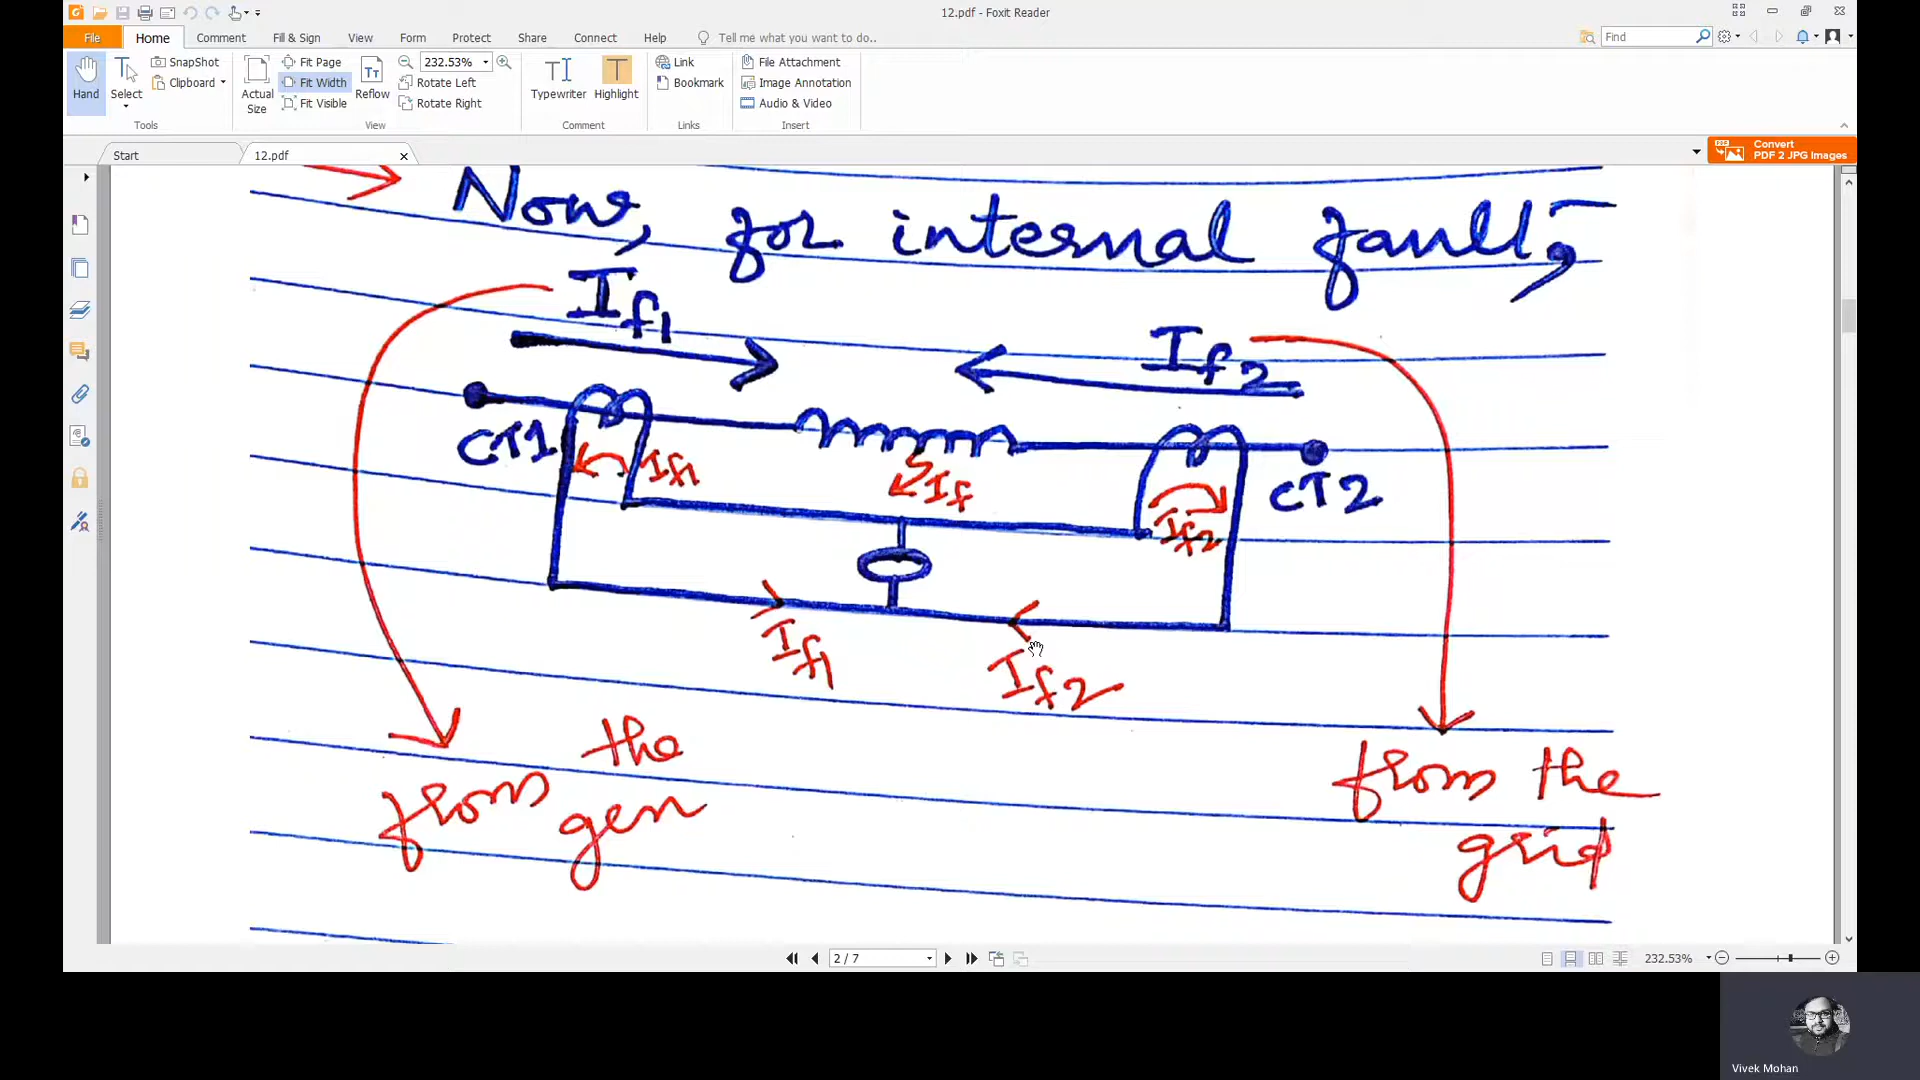 12.pdf - Foxit Reader
File Home Comment Fill & Sign View Form Protect Share Connect Help Tell me what you want to do.. Find
Hand
Select
SnapShot
Clipboard
Tools
Actual Size
Fit Page
Fit Width
Fit Visible
Reflow
232.53%
Rotate Left
Rotate Right
View
Typewriter
Highlight
Comment
Link
Bookmark
Links
File Attachment
Image Annotation
Audio & Video
Insert
Start 12.pdf
PDF
Convert
PDF 2 JPG Images
Now, for internal fault,
If1
If2
CT1
If1
If
If2
CT2
If1
If2
from the gen
from the grid
2 / 7
232.53%
Vivek Mohan